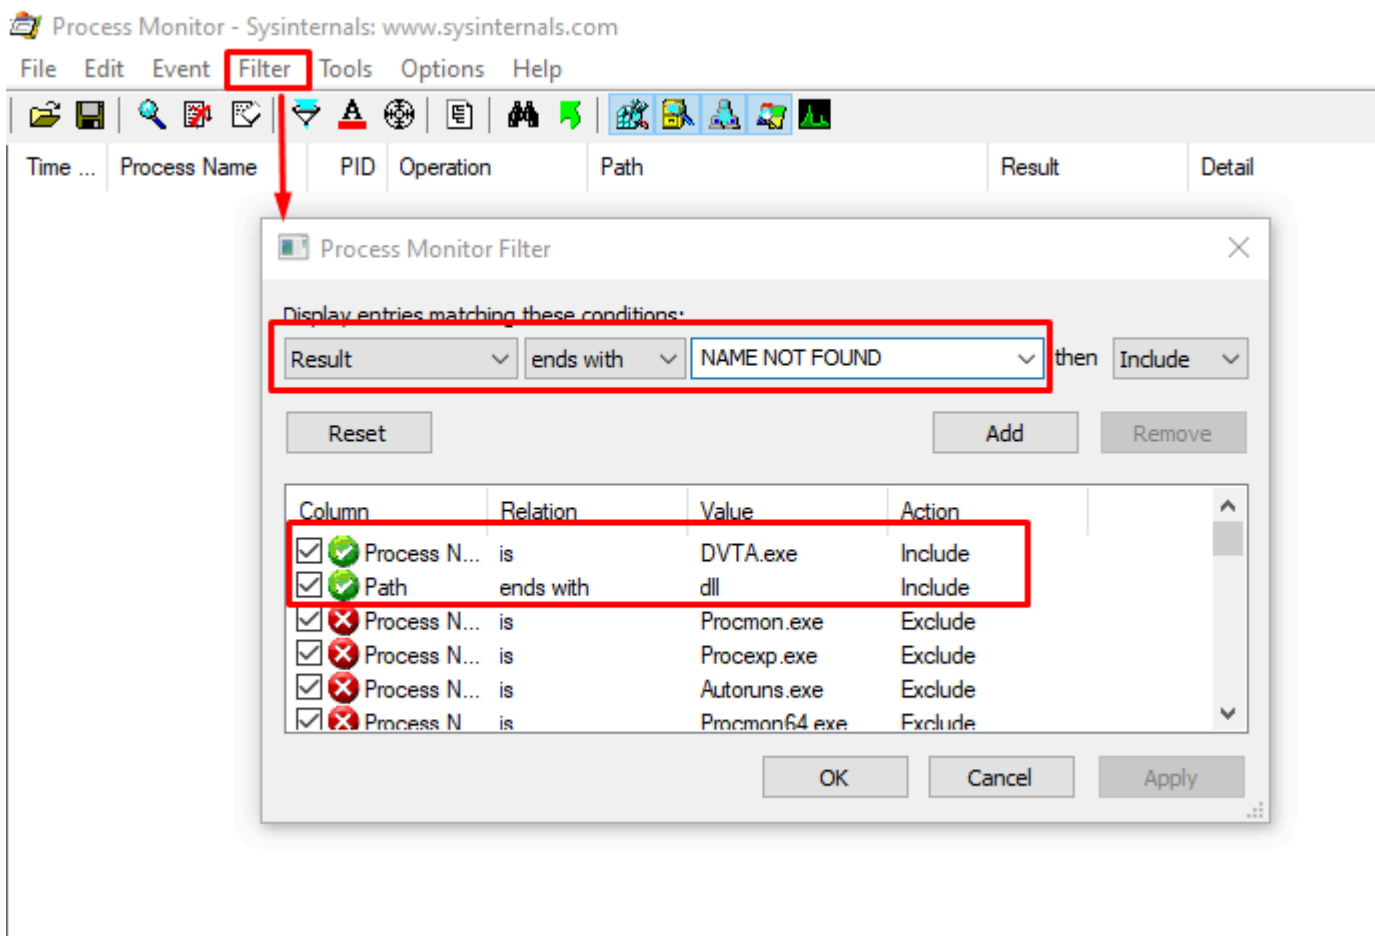 Process Monitor - Sysinternals: www.sysinternals.com
File Edit Event Filter Tools Options Help
Time ... Process Name PID Operation Path Result Detail
Process Monitor Filter
Display entries matching these conditions:
Result ends with NAME NOT FOUND then Include
Reset Add Remove
Column Relation Value Action
Process N... is DVTA.exe Include
Path ends with dll Include
Process N... is Procmon.exe Exclude
Process N... is Procexp.exe Exclude
Process N... is Autoruns.exe Exclude
Process N is Procmon64.exe Exclude
OK Cancel Apply